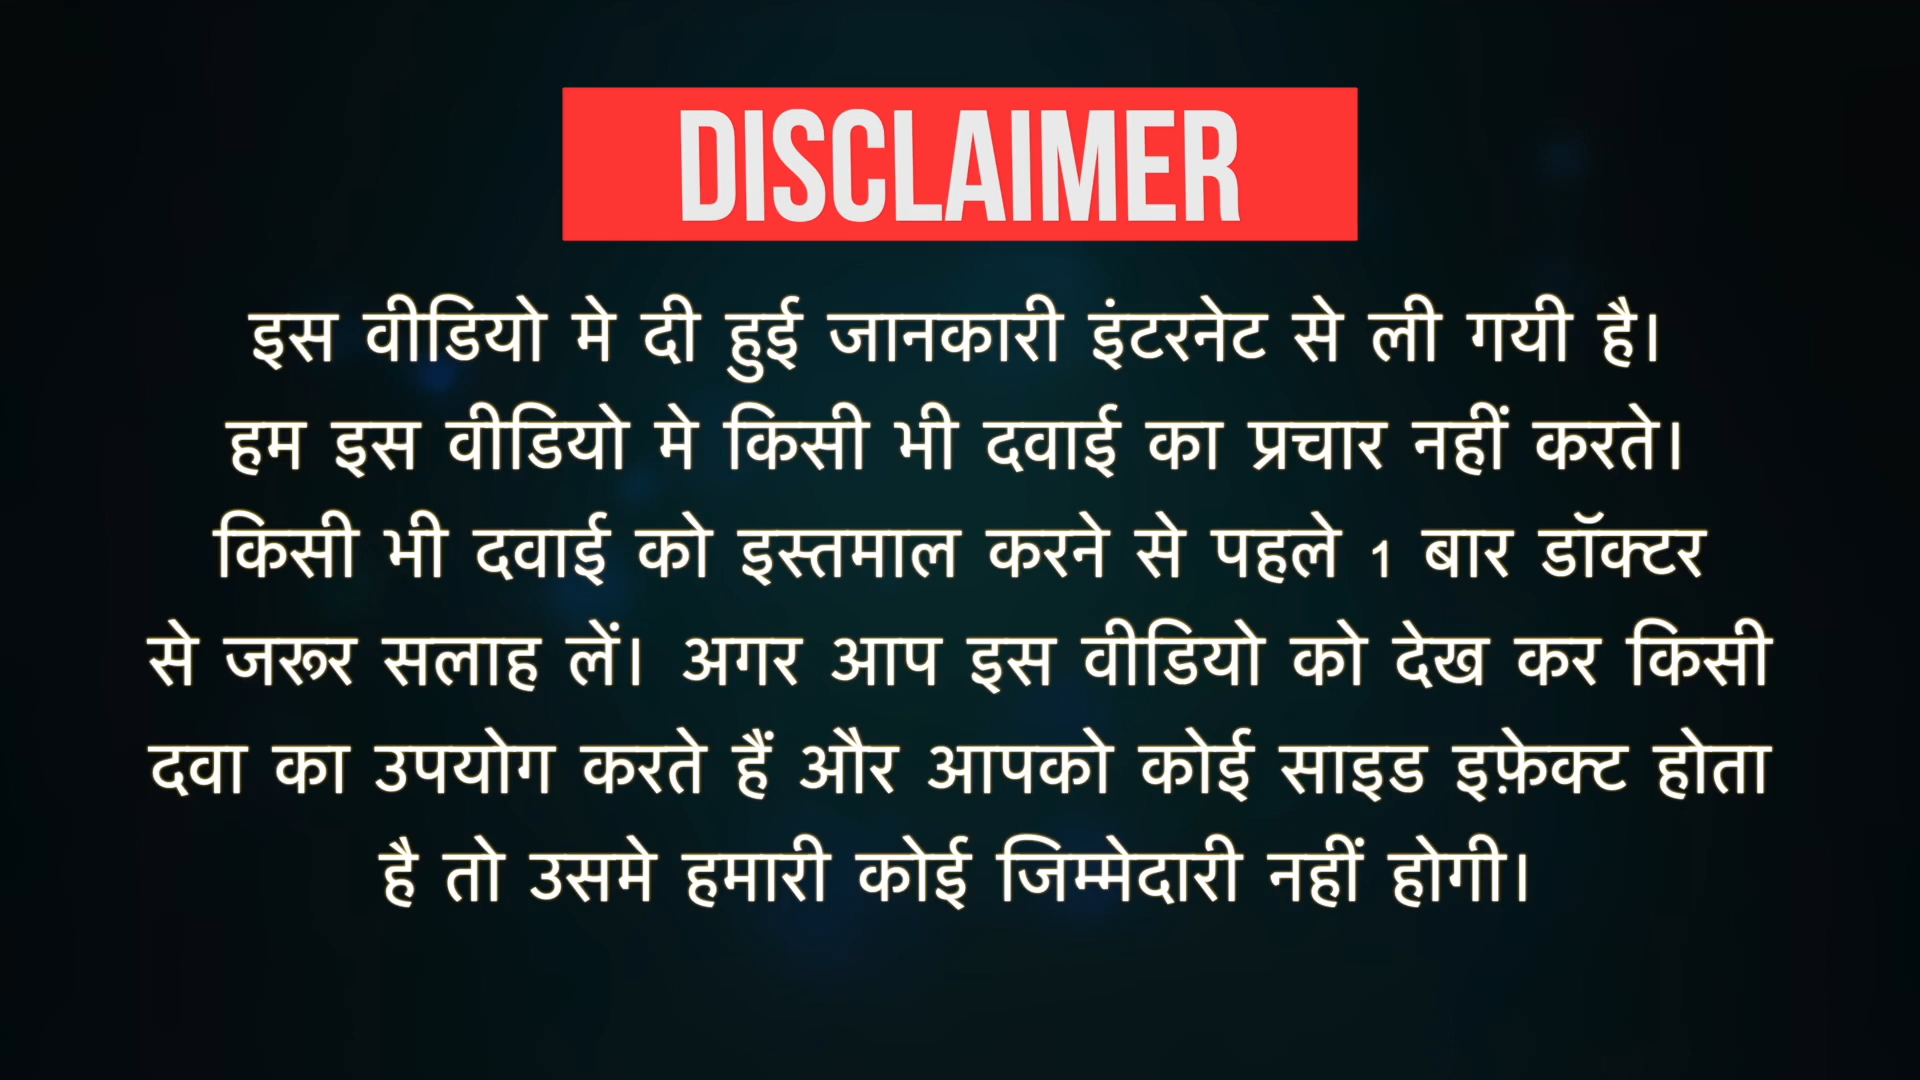 DISCLAIMER
इस वीडियो मे दी हुई जानकारी इंटरनेट से ली गयी है।
हम इस वीडियो मे किसी भी दवाई का प्रचार नहीं करते।
किसी भी दवाई को इस्तमाल करने से पहले 1 बार डॉक्टर
से जरूर सलाह लें। अगर आप इस वीडियो को देख कर किसी
दवा का उपयोग करते हैं और आपको कोई साइड इफ़ेक्ट होता
है तो उसमे हमारी कोई जिम्मेदारी नहीं होगी।